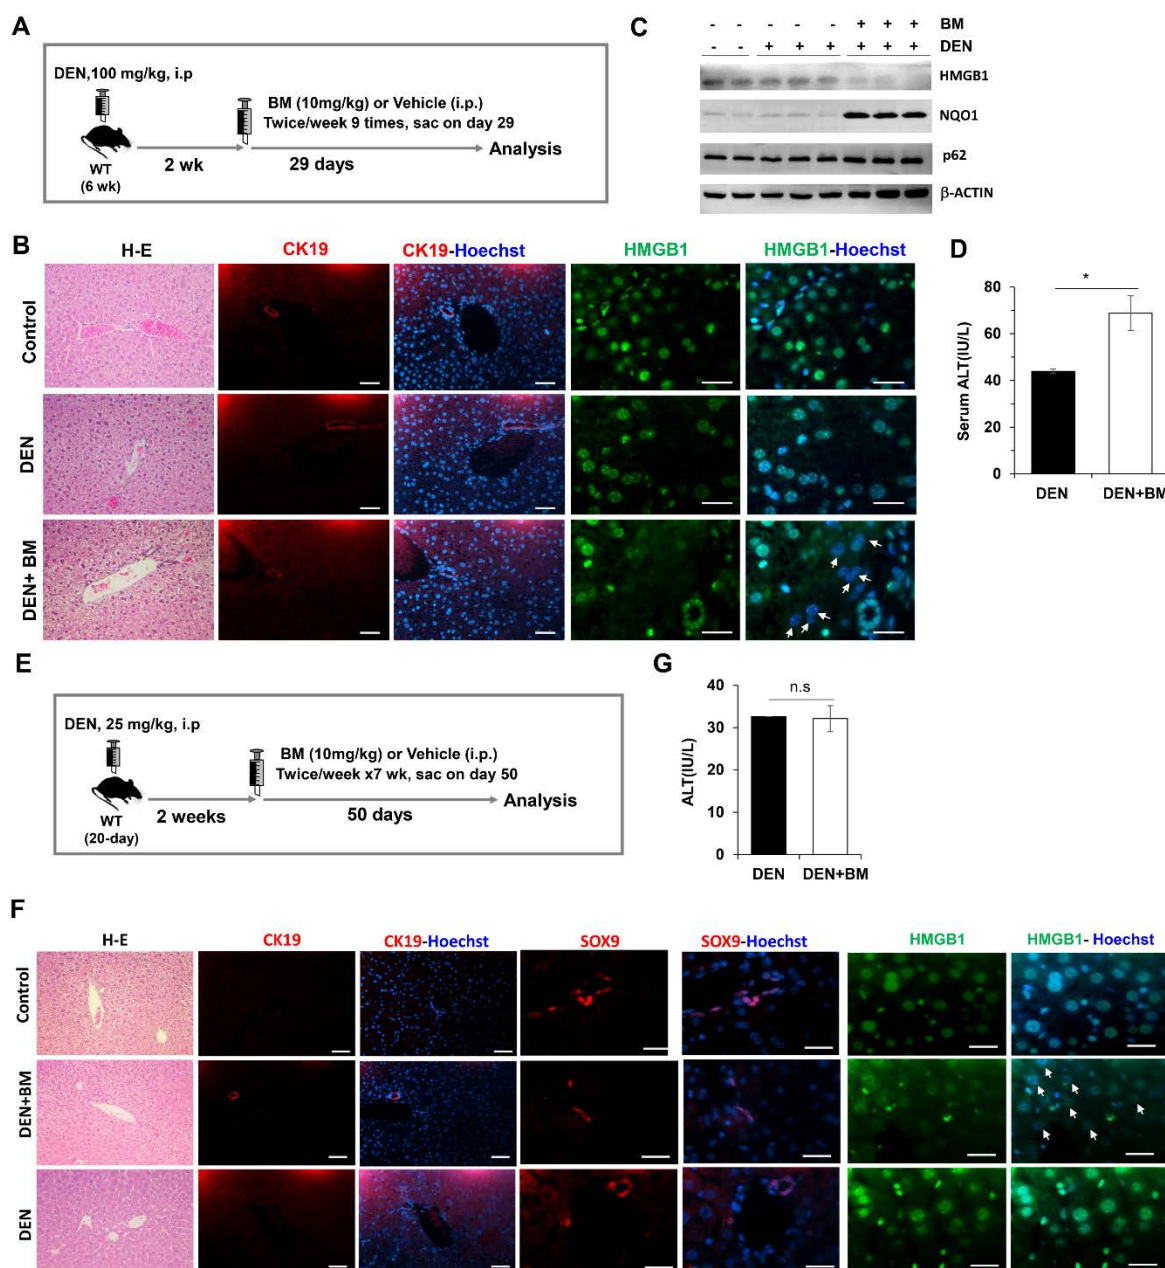 A
DEN,100 mg/kg, i.p
BM (10mg/kg) or Vehicle (i.p.)
Twice/week 9 times, sac on day 29
Analysis
2 wk
29 days
WT
(6 wk)
C
- - - - - + + + BM
- - + + + + + + DEN
HMGB1
NQO1
p62
β-ACTIN
B
H-E
CK19
CK19-Hoechst
HMGB1
HMGB1-Hoechst
Control
DEN
DEN+ BM
D
*
80
60
40
20
0
Serum ALT(IU/L)
DEN
DEN+BM
E
DEN, 25 mg/kg, i.p
BM (10mg/kg) or Vehicle (i.p.)
Twice/week x7 wk, sac on day 50
Analysis
2 weeks
50 days
WT
(20-day)
G
n.s
40
30
20
10
0
ALT(IU/L)
DEN
DEN+BM
F
H-E
CK19
CK19-Hoechst
SOX9
SOX9-Hoechst
HMGB1
HMGB1- Hoechst
Control
DEN+BM
DEN